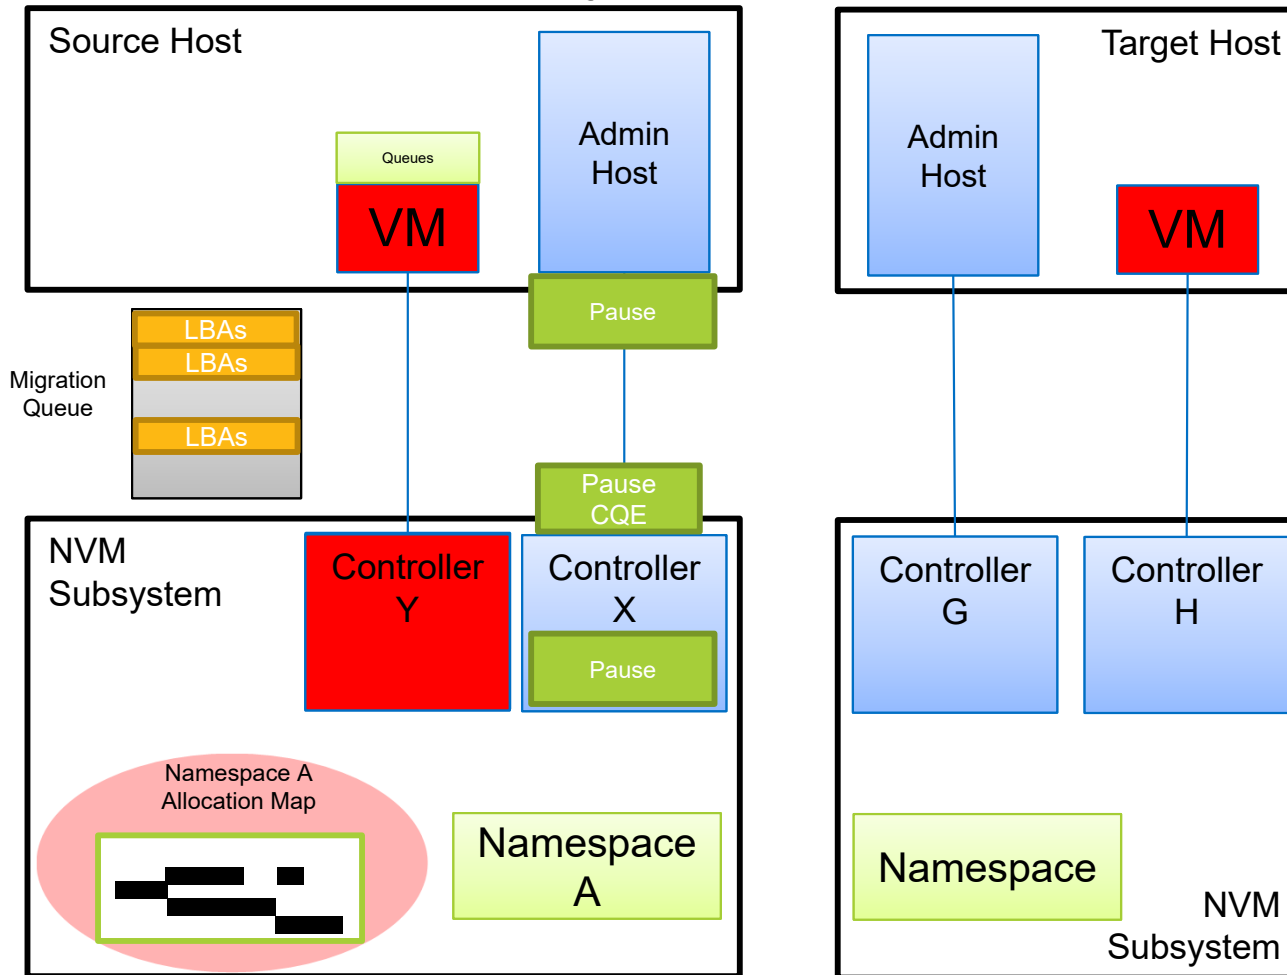 Source Host
Queues
VM
Admin
Host
Pause
LBAs
LBAs
LBAs
Migration
Queue
Pause
CQE
NVM
Subsystem
Controller
Y
Controller
X
Pause
Namespace A
Allocation Map
Namespace
A
Target Host
Admin
Host
VM
Controller
G
Controller
H
Namespace
NVM
Subsystem